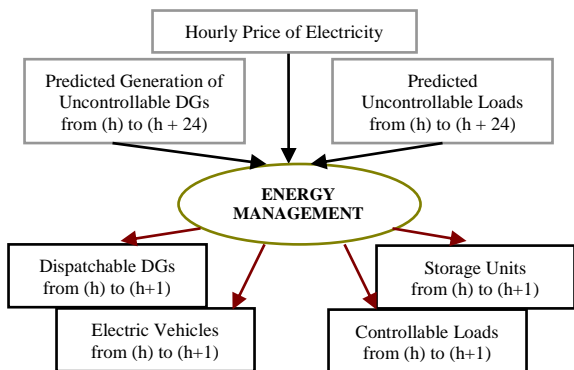 Hourly Price of Electricity
Predicted Generation of
Uncontrollable DGs
from (h) to (h + 24)
Predicted
Uncontrollable Loads
from (h) to (h + 24)
ENERGY
MANAGEMENT
Dispatchable DGs
from (h) to (h+1)
Storage Units
from (h) to (h+1)
Electric Vehicles
from (h) to (h+1)
Controllable Loads
from (h) to (h+1)